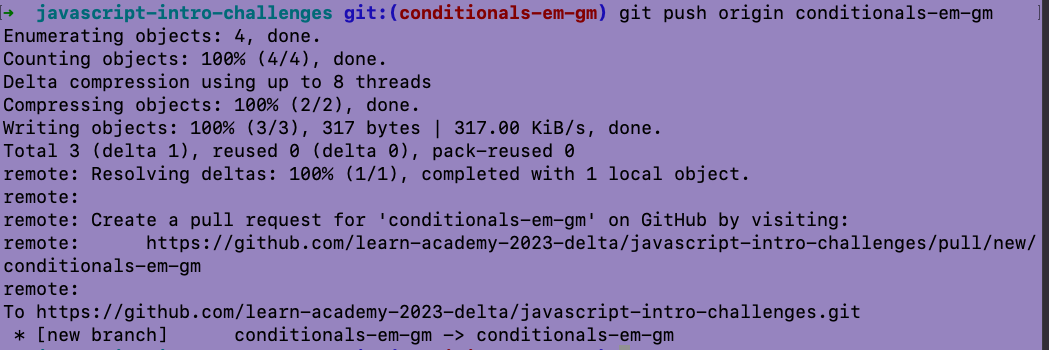 → javascript-intro-challenges git:(conditionals-em-gm) git push origin conditionals-em-gm
Enumerating objects: 4, done.
Counting objects: 100% (4/4), done.
Delta compression using up to 8 threads
Compressing objects: 100% (2/2), done.
Writing objects: 100% (3/3), 317 bytes | 317.00 KiB/s, done.
Total 3 (delta 1), reused 0 (delta 0), pack-reused 0
remote: Resolving deltas: 100% (1/1), completed with 1 local object.
remote:
remote: Create a pull request for 'conditionals-em-gm' on GitHub by visiting:
remote:      https://github.com/learn-academy-2023-delta/javascript-intro-challenges/pull/new/
conditionals-em-gm
remote:
To https://github.com/learn-academy-2023-delta/javascript-intro-challenges.git
 * [new branch]      conditionals-em-gm -> conditionals-em-gm